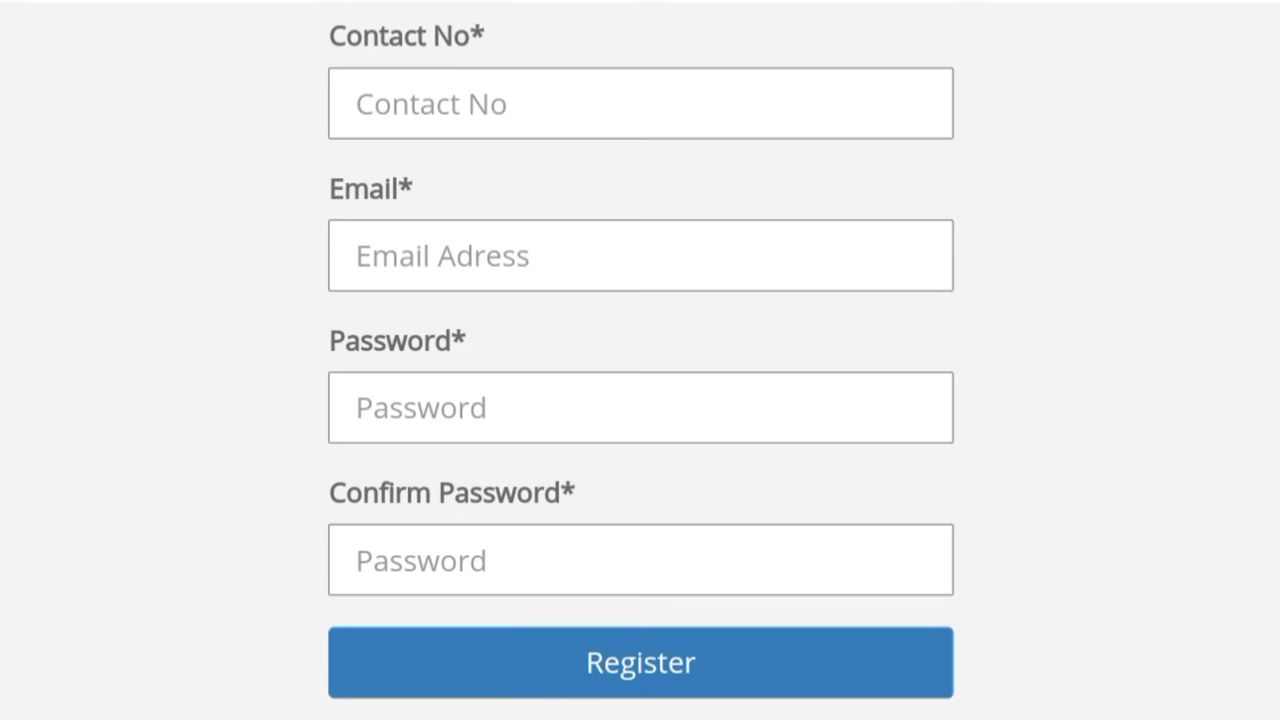 Contact No*
Contact No
Email*
Email Adress
Password*
Password
Confirm Password*
Password
Register